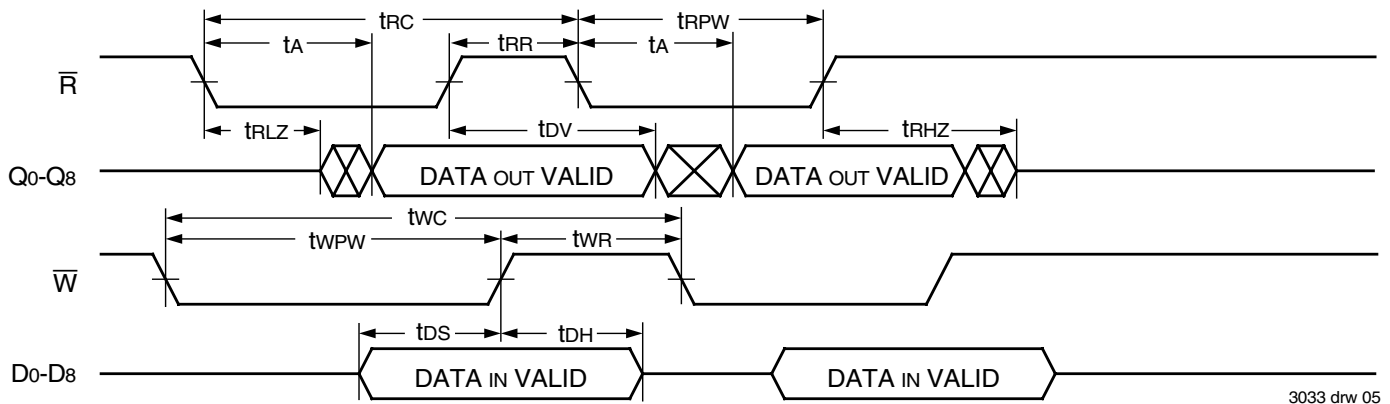 tRC tRPW
tA tRR tA
R̅
tRLZ tDV tRHZ
Q0-Q8 DATA OUT VALID DATA OUT VALID
tWC
tWPW tWR
W̅
tDS tDH
D0-D8 DATA IN VALID DATA IN VALID
3033 drw 05